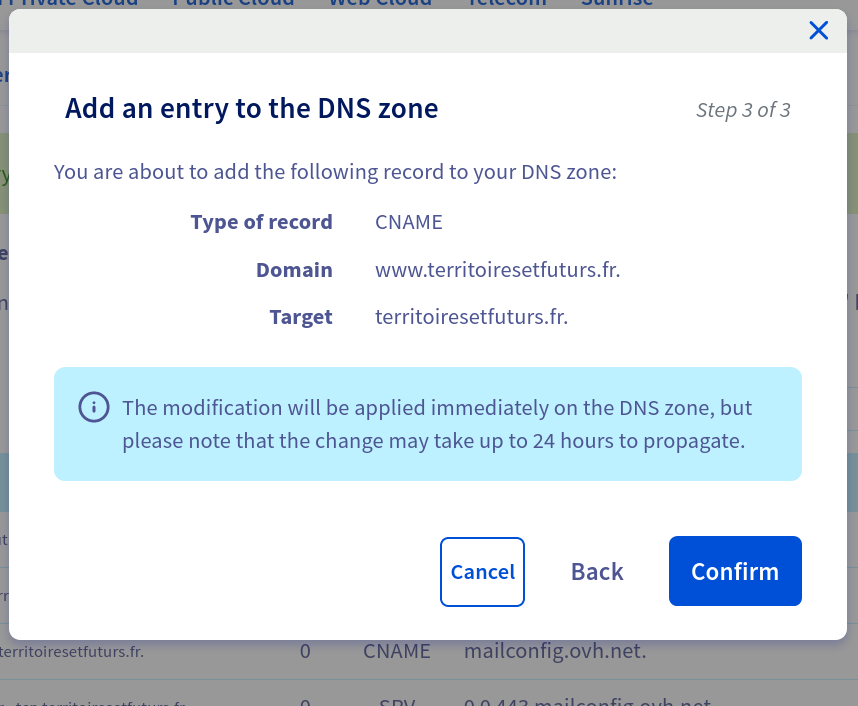 Private Cloud Public Cloud Web Cloud Telecom Sunrise
Add an entry to the DNS zone
Step 3 of 3
You are about to add the following record to your DNS zone:
Type of record CNAME
Domain www.territoiresetfuturs.fr.
Target territoiresetfuturs.fr.
The modification will be applied immediately on the DNS zone, but
please note that the change may take up to 24 hours to propagate.
Cancel Back Confirm
territoiresetfuturs.fr. 0 CNAME mailconfig.ovh.net.
0 SRV 0 0 443 mailconfig.ovh.net.